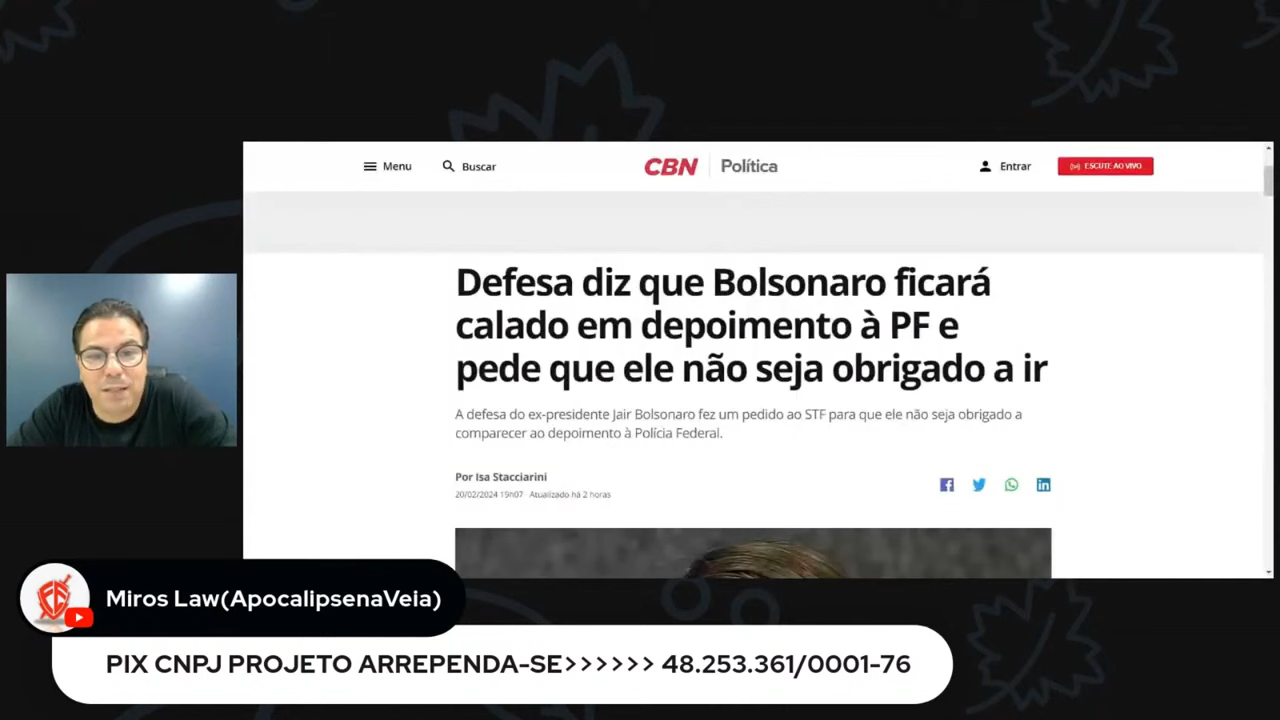 Menu
Buscar
CBN
Política
Entrar
ESCUTE AO VIVO
Defesa diz que Bolsonaro ficará
calado em depoimento à PF e
pede que ele não seja obrigado a ir
A defesa do ex-presidente Jair Bolsonaro fez um pedido ao STF para que ele não seja obrigado a
comparecer ao depoimento à Polícia Federal.
Por Isa Stacciarini
20/02/2024 19h07 · Atualizado há 2 horas
Miros Law(ApocalipsenaVeia)
PIX CNPJ PROJETO ARREPENDA-SE>>>>>> 48.253.361/0001-76